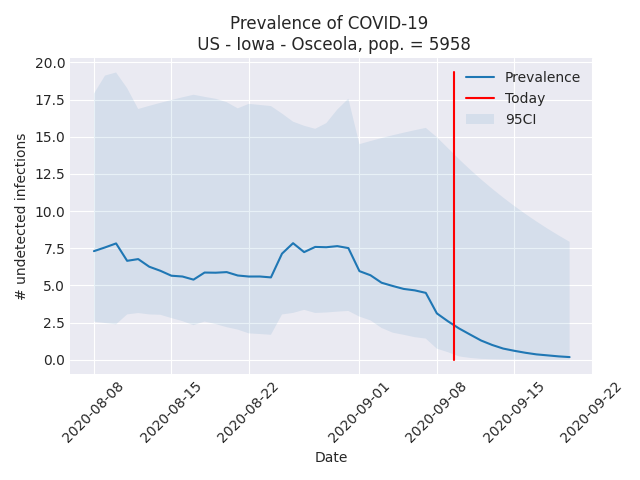 Prevalence of COVID-19
US - Iowa - Osceola, pop. = 5958
20.0
17.5
15.0
12.5
10.0
7.5
5.0
2.5
0.0
# undetected infections
Prevalence
Today
95CI
2020-08-08
2020-08-15
2020-08-22
2020-09-01
2020-09-08
2020-09-15
2020-09-22
Date